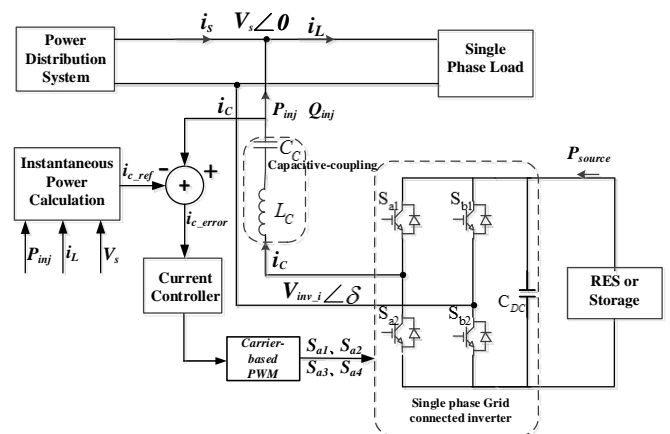 i_s
V_s∠0
i_L
Power
Distribution
System
Single
Phase Load
i_C
P_inj Q_inj
C_C
Capacitive-coupling
Instantaneous
Power
Calculation
i_c_ref
-
+
+
P_source
S_a1
S_b1
L_C
i_c_error
P_inj
i_L
V_s
i_C
Current
Controller
V_inv_i∠δ
C_DC
RES or
Storage
S_a2
S_b2
Carrier-
based
PWM
S_a1、S_a2
S_a3、S_a4
Single phase Grid
connected inverter